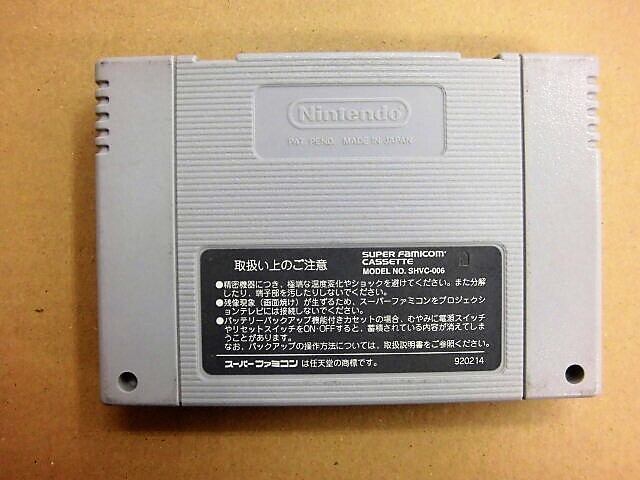 Nintendo
PAT. PEND. MADE IN JAPAN
取扱い上のご注意
SUPER FAMICOM
CASSETTE
MODEL NO. SHVC-006
●精密機器につき、極端な温度変化やショックを避けてください。また分解
したり、端子部を汚したりしないでください。
●残像現象（画面焼け）が生ずるため、スーパーファミコンをプロジェクシ
ョンテレビには接続しないでください。
●バッテリーバックアップ機能付きカセットの場合、むやみに電源スイッチ
やリセットスイッチをON・OFFすると、蓄積されている内容が消えてしま
うことがあります。
なお、バックアップの操作方法については、取扱説明書をご参照ください。
スーパーファミコン は任天堂の商標です。
920214